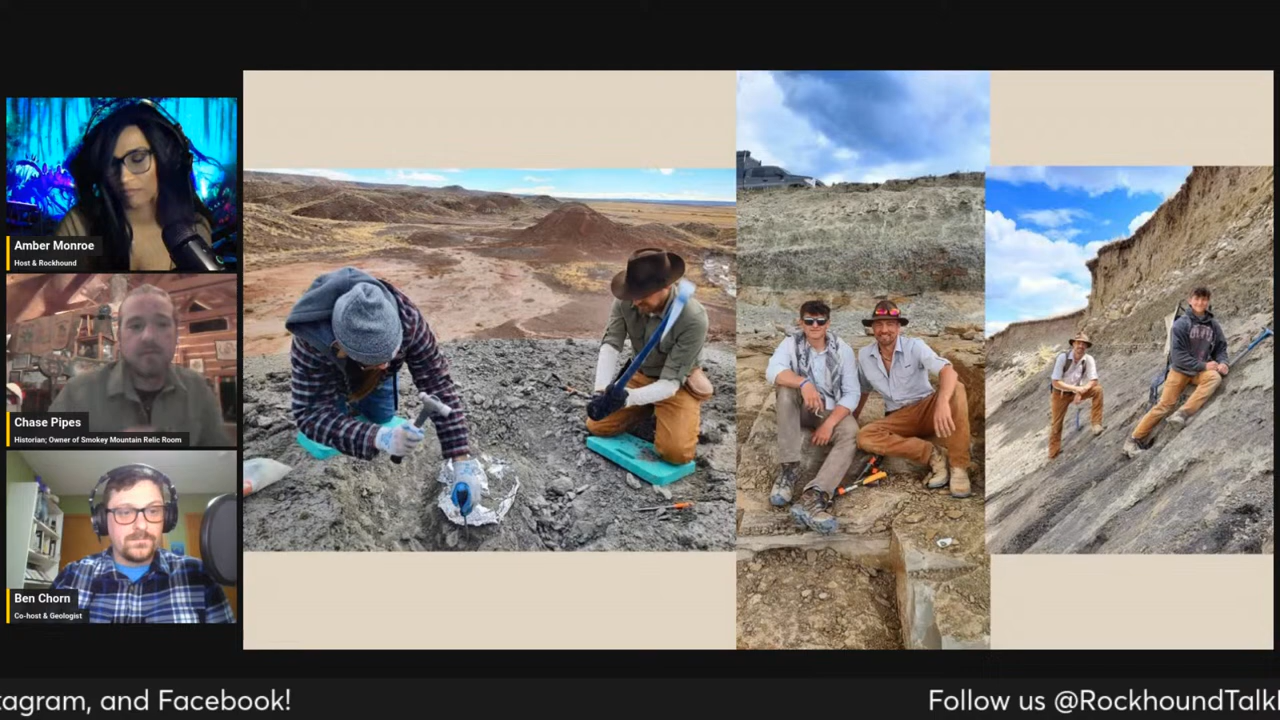 Amber Monroe
Host & Rockhound
Chase Pipes
Historian; Owner of Smokey Mountain Relic Room
Ben Chorn
Co-host & Geologist
tagram, and Facebook!
Follow us @RockhoundTalk